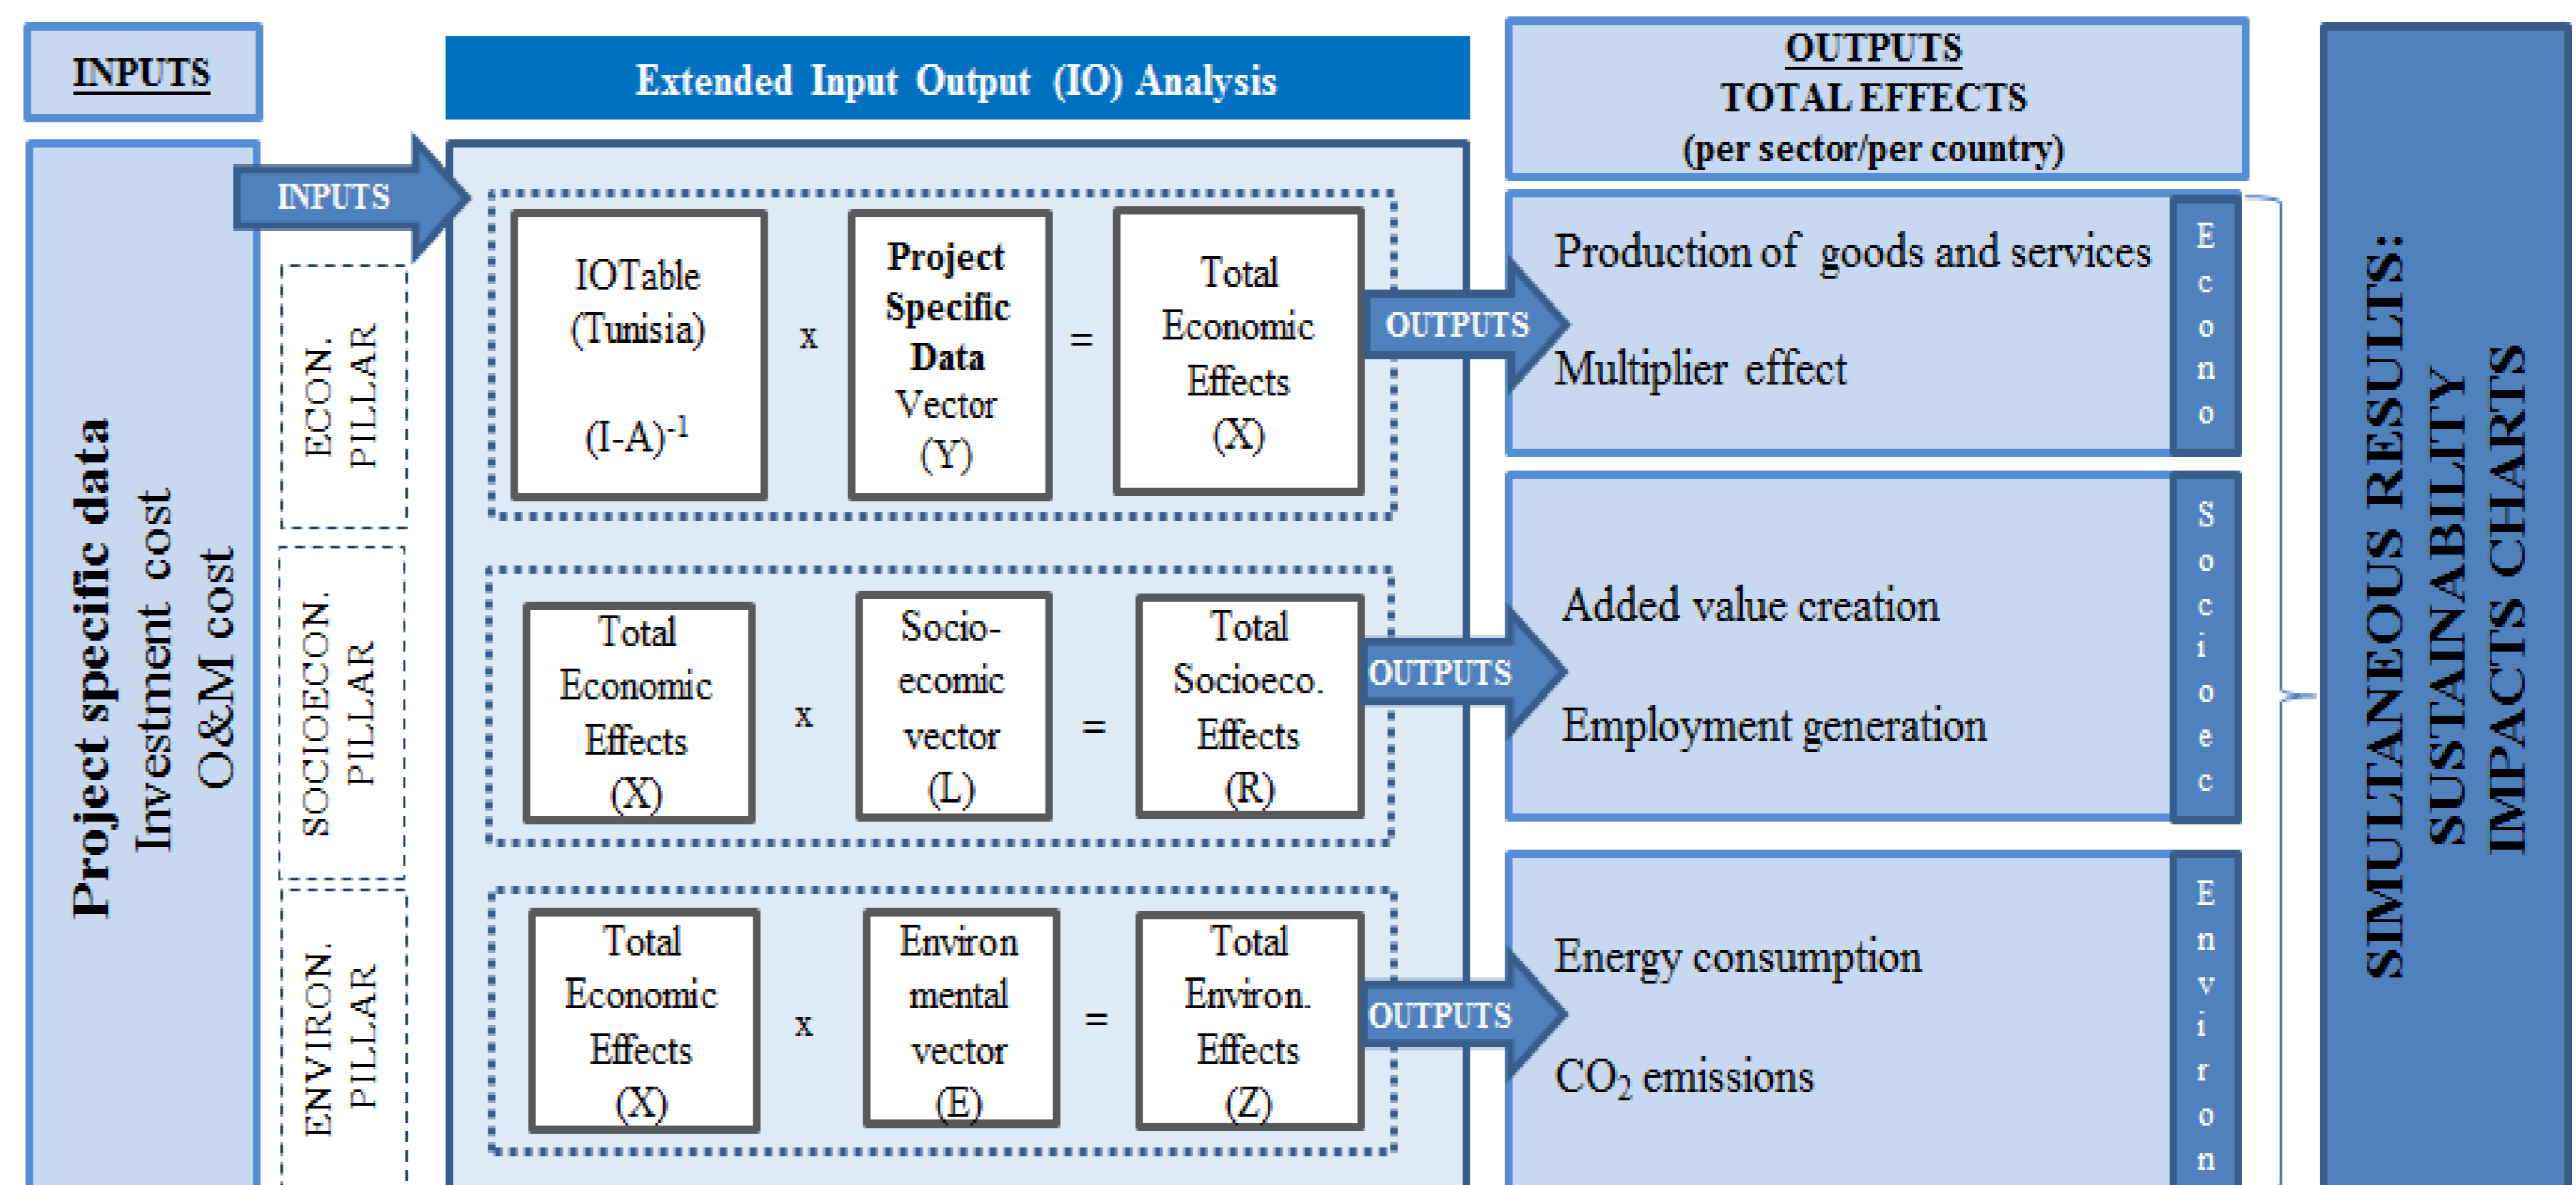 INPUTS
Project specific data
Investment cost
O&M cost
INPUTS
ECON.
PILLAR
SOCIOECON.
PILLAR
ENVIRON.
PILLAR
Extended Input Output (IO) Analysis
IOTable
(Tunisia)
(I-A)⁻¹
x
Project
Specific
Data
Vector
(Y)
=
Total
Economic
Effects
(X)
OUTPUTS
Total
Economic
Effects
(X)
x
Socio-
ecomic
vector
(L)
=
Total
Socioeco.
Effects
(R)
OUTPUTS
Total
Economic
Effects
(X)
x
Environ
mental
vector
(E)
=
Total
Environ.
Effects
(Z)
OUTPUTS
OUTPUTS
TOTAL EFFECTS
(per sector/per country)
Production of goods and services
Multiplier effect
Econo
Added value creation
Employment generation
Socioec
Energy consumption
CO₂ emissions
Environ
SIMULTANEOUS RESULTS:
SUSTAINABILITY
IMPACTS CHARTS